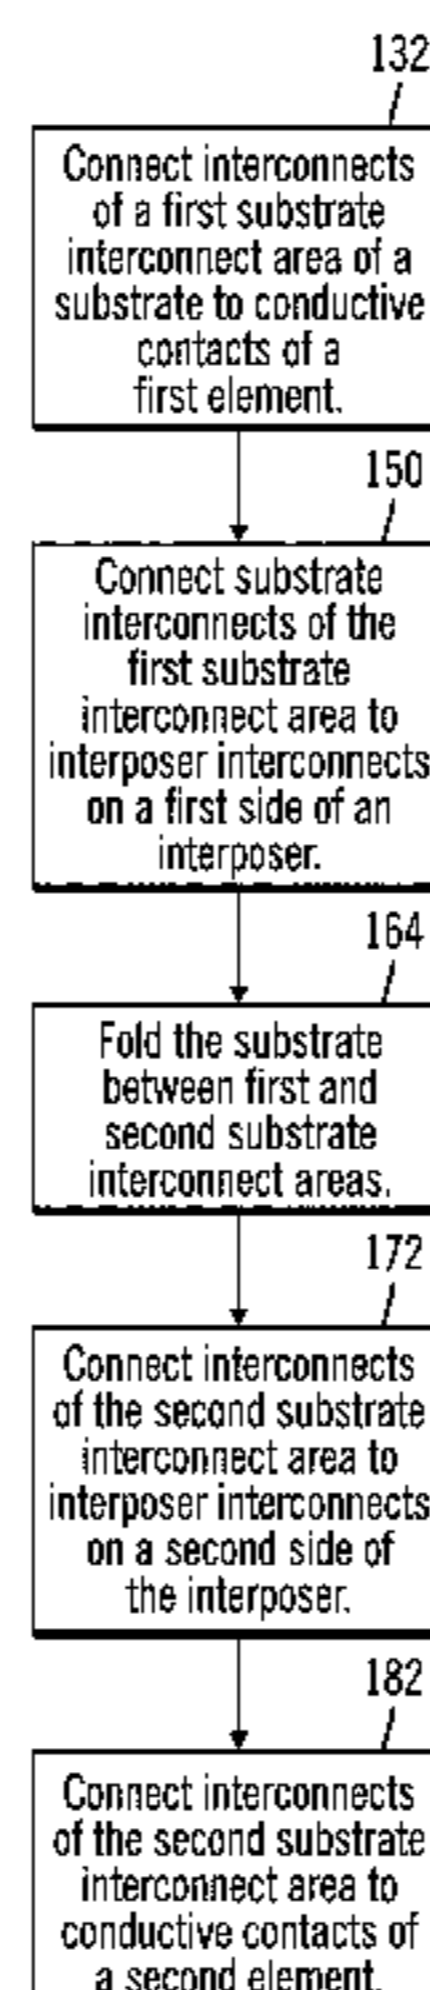 132
Connect interconnects
of a first substrate
interconnect area of a
substrate to conductive
contacts of a
first element.
150
Connect substrate
interconnects of the
first substrate
interconnect area to
interposer interconnects
on a first side of an
interposer.
164
Fold the substrate
between first and
second substrate
interconnect areas.
172
Connect interconnects
of the second substrate
interconnect area to
interposer interconnects
on a second side of
the interposer.
182
Connect interconnects
of the second substrate
interconnect area to
conductive contacts of
a second element.